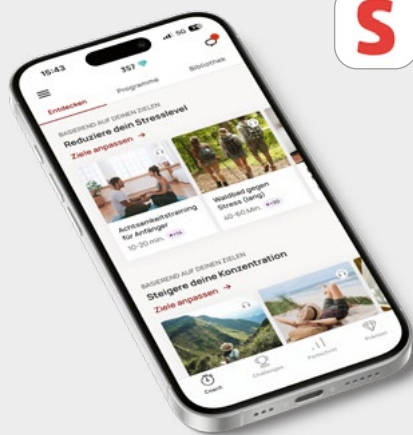 S
15:43
5G
357
Entdecken
Programme
Bibliothek
BASIEREND AUF DEINEN ZIELEN
Reduziere dein Stresslevel
Ziele anpassen →
Achtsamkeitstraining
für Anfänger
10-20 min.
Waldbad gegen
Stress (lang)
40-60 Min.
BASIEREND AUF DEINEN ZIELEN
Steigere deine Konzentration
Ziele anpassen →
Coach
Challenges
Fortschritt
Prämien